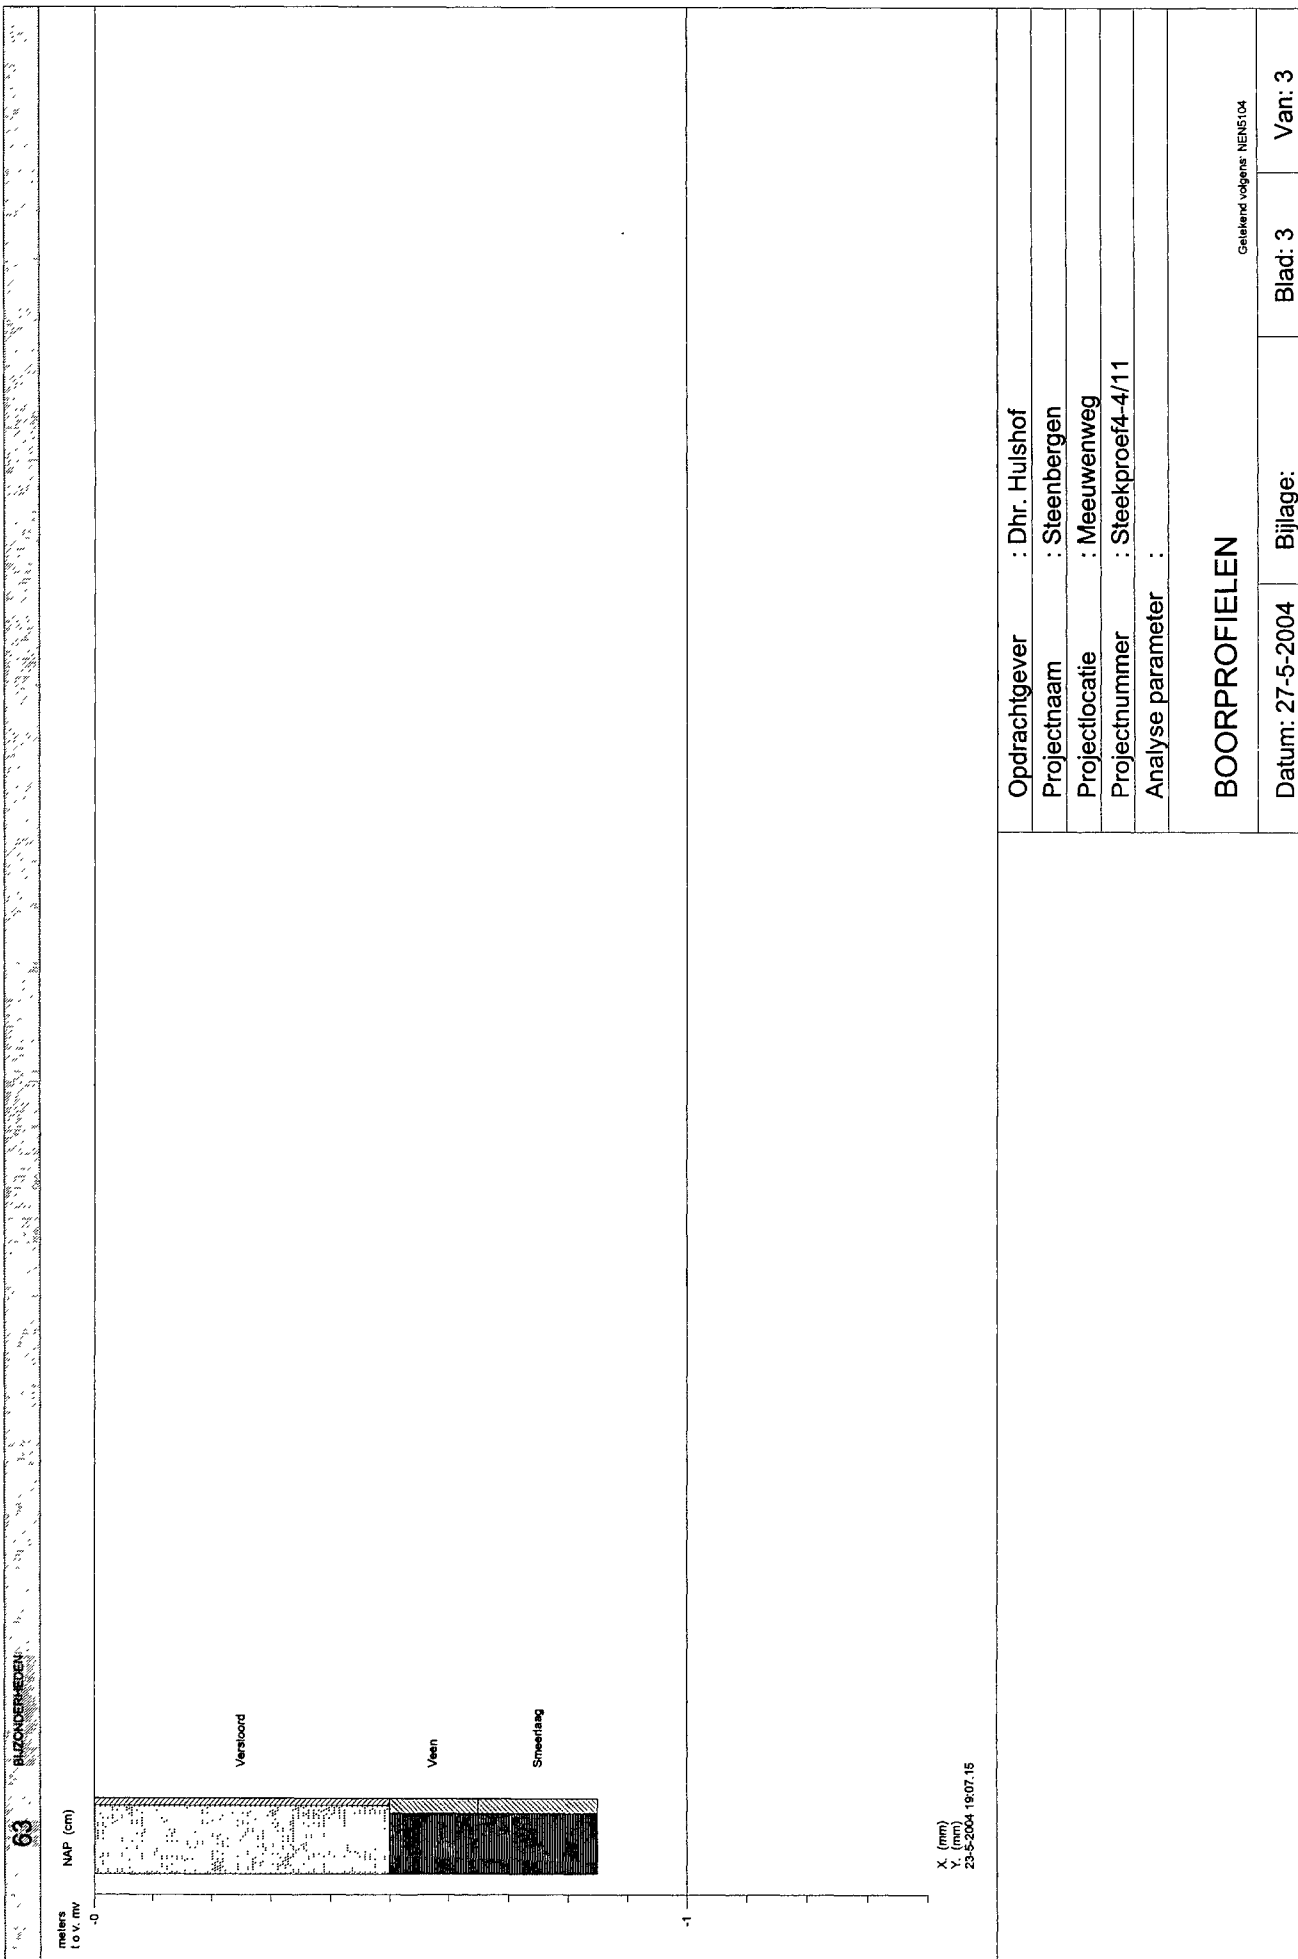 63 BIJZONDERHEDEN:
meters
t o v. mv
NAP (cm)
-0
Verstoord
Veen
Smeerlaag
-1
X. (mm)
Y. (mm)
23-5-2004 19:07.15
Opdrachtgever : Dhr. Hulshof
Projectnaam : Steenbergen
Projectlocatie : Meeuwenweg
Projectnummer : Steekproef4-4/11
Analyse parameter :
BOORPROFIELEN
Getekend volgens: NEN5104
Datum: 27-5-2004 Bijlage: Blad: 3 Van: 3